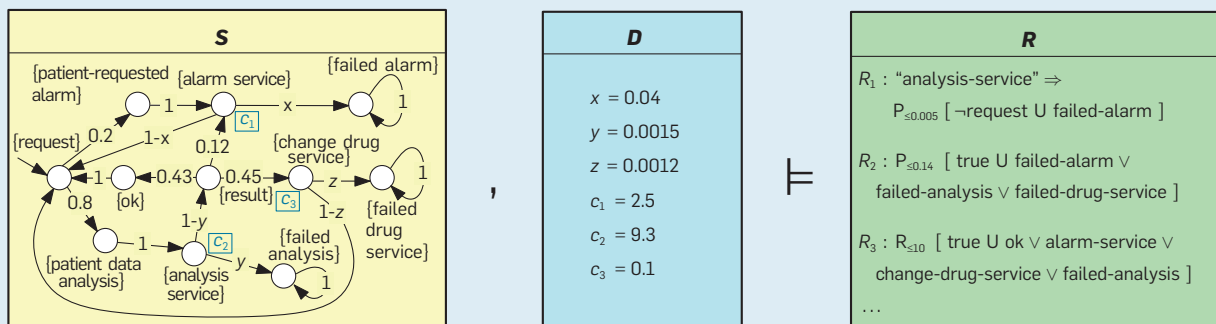 S
{patient-requested
alarm}
{alarm service}
{failed alarm}
1
x
1
c₁
0.2
1-x
0.12
{change drug
service}
{request}
1
0.43
0.45
z
1
{ok}
{result}
c₃
1-z
{failed
drug
service}
0.8
1-y
1
c₂
{failed
analysis}
y
1
{patient data
analysis}
{analysis
service}
,
D
x = 0.04
y = 0.0015
z = 0.0012
c₁ = 2.5
c₂ = 9.3
c₃ = 0.1
⊨
R
R₁ : “analysis-service” ⇒
P≤0.005 [ ¬request U failed-alarm ]
R₂ : P≤0.14 [ true U failed-alarm ∨
failed-analysis ∨ failed-drug-service ]
R₃ : R≤10 [ true U ok ∨ alarm-service ∨
change-drug-service ∨ failed-analysis ]
...